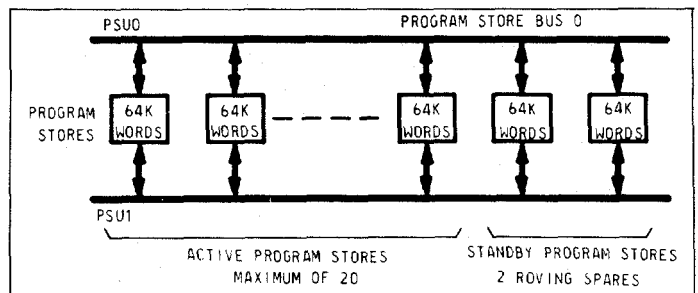 PSU0
PROGRAM STORE BUS 0
PROGRAM
STORES
64K
WORDS
64K
WORDS
64K
WORDS
64K
WORDS
64K
WORDS
PSU1
ACTIVE PROGRAM STORES
MAXIMUM OF 20
STANDBY PROGRAM STORES
2 ROVING SPARES